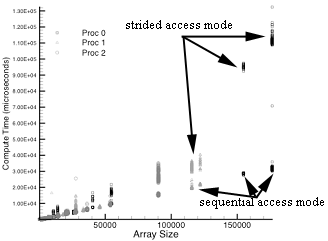 1.30E+05
1.20E+05
1.10E+05
1.00E+05
9.00E+04
8.00E+04
7.00E+04
6.00E+04
5.00E+04
4.00E+04
3.00E+04
2.00E+04
1.00E+04
Compute Time (microseconds)
Proc 0
Proc 1
Proc 2
strided access mode
sequential access mode
50000
100000
150000
Array Size